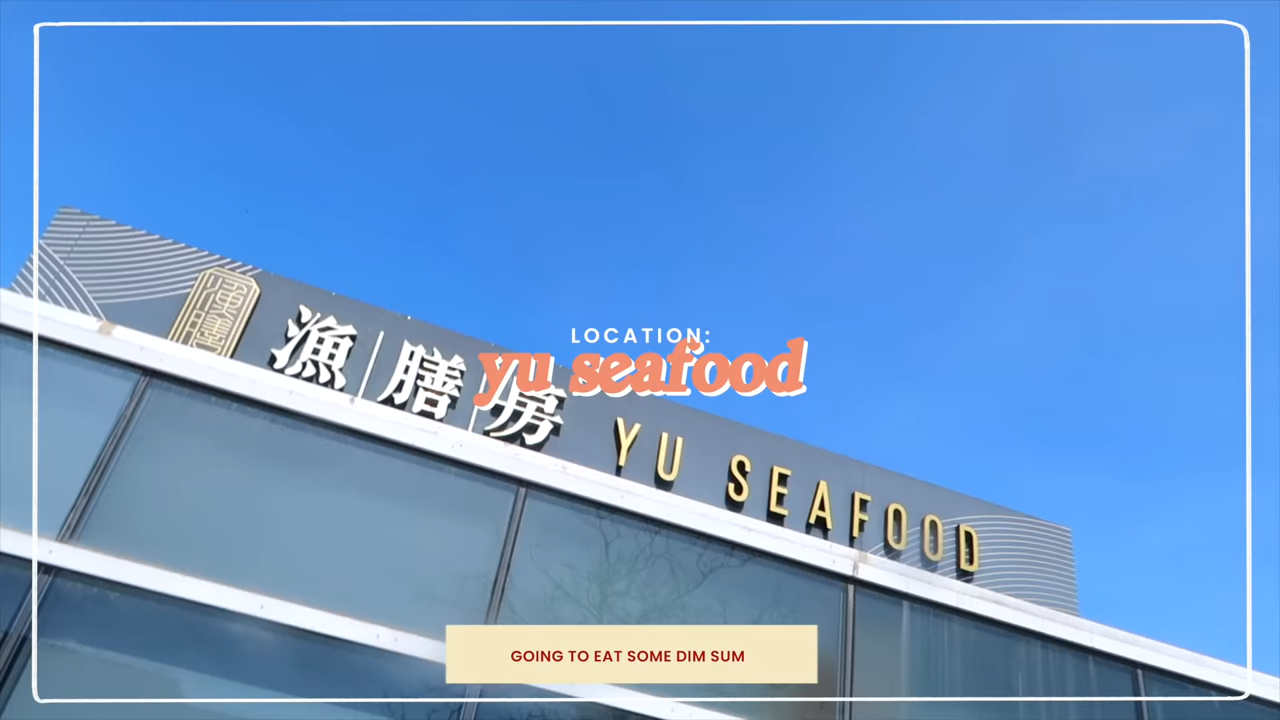 漁膳房
YU SEAFOOD
LOCATION:
yu seafood
GOING TO EAT SOME DIM SUM